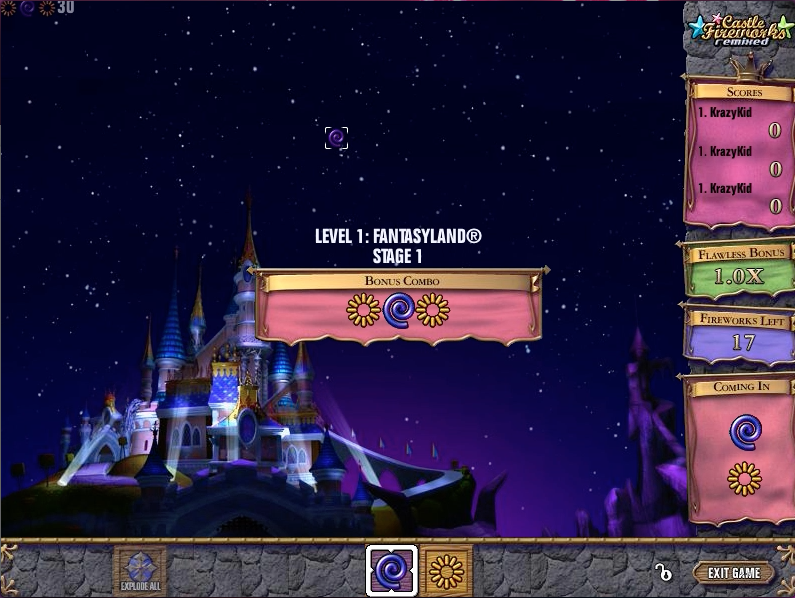 30
Castle
Fireworks
remixed
SCORES
1. KrazyKid
0
1. KrazyKid
0
1. KrazyKid
0
LEVEL 1: FANTASYLAND®
STAGE 1
BONUS COMBO
FLAWLESS BONUS
1.0X
FIREWORKS LEFT
17
COMING IN
EXPLODE ALL
EXIT GAME